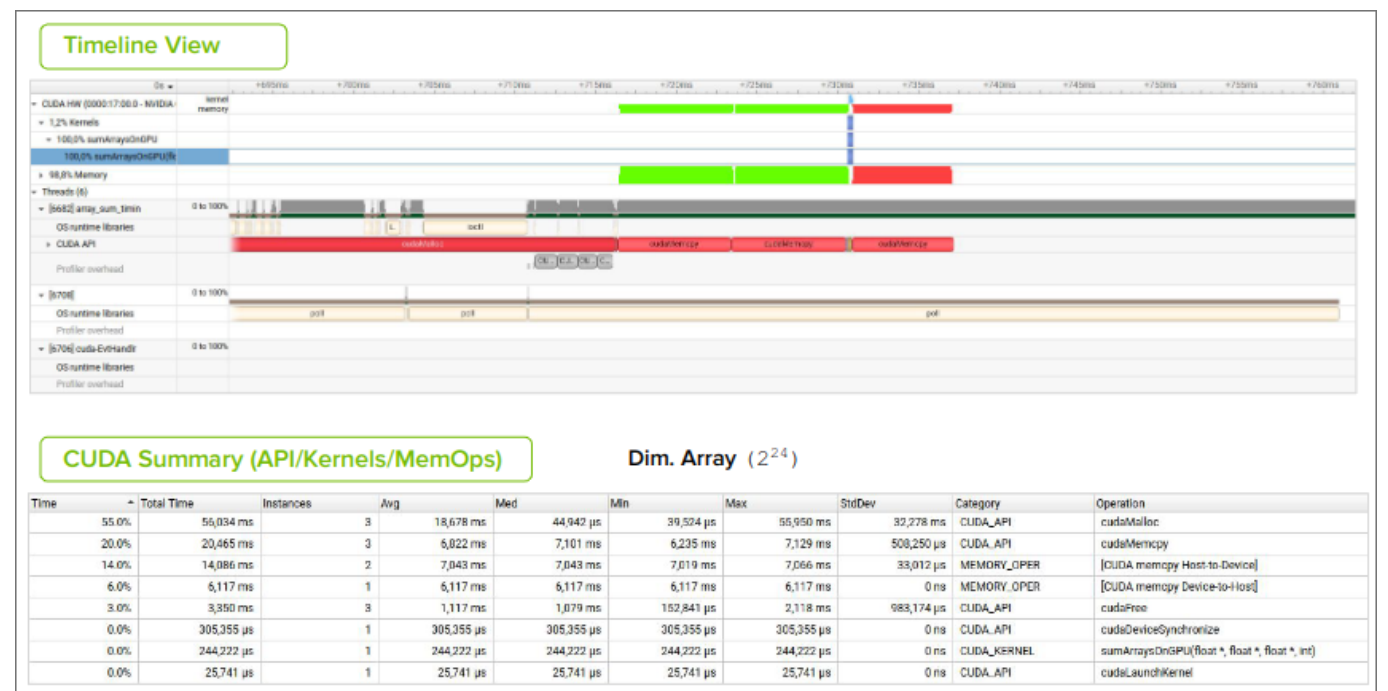 Timeline View
0s +695ms +700ms +705ms +710ms +715ms +720ms +725ms +730ms +735ms +740ms +745ms +750ms +755ms +760ms
CUDA HW (0000:17:00.0 - NVIDIA kernel
memory
1,2% Kernels
100,0% sumArraysOnGPU
100,0% sumArraysOnGPU(flo
98,8% Memory
Threads (6)
[6682] array_sum_timin 0 to 100%
OS runtime libraries ioctl
CUDA API cudaMalloc cudaMemcpy cudaMemcpy cudaMemcpy
Profiler overhead
[6708] 0 to 100%
OS runtime libraries poll poll poll
Profiler overhead
[6706] cuda-EvtHandlr 0 to 100%
OS runtime libraries
Profiler overhead
CUDA Summary (API/Kernels/MemOps) Dim. Array (2²⁴)
Time Total Time Instances Avg Med Min Max StdDev Category Operation
55.0% 56,034 ms 3 18,678 ms 44,942 μs 39,524 μs 55,950 ms 32,278 ms CUDA_API cudaMalloc
20.0% 20,465 ms 3 6,822 ms 7,101 ms 6,235 ms 7,129 ms 508,250 μs CUDA_API cudaMemcpy
14.0% 14,086 ms 2 7,043 ms 7,043 ms 7,019 ms 7,066 ms 33,012 μs MEMORY_OPER [CUDA memcpy Host-to-Device]
6.0% 6,117 ms 1 6,117 ms 6,117 ms 6,117 ms 6,117 ms 0 ns MEMORY_OPER [CUDA memcpy Device-to-Host]
3.0% 3,350 ms 3 1,117 ms 1,079 ms 152,841 μs 2,118 ms 983,174 μs CUDA_API cudaFree
0.0% 305,355 μs 1 305,355 μs 305,355 μs 305,355 μs 305,355 μs 0 ns CUDA_API cudaDeviceSynchronize
0.0% 244,222 μs 1 244,222 μs 244,222 μs 244,222 μs 244,222 μs 0 ns CUDA_KERNEL sumArraysOnGPU(float *, float *, float *, int)
0.0% 25,741 μs 1 25,741 μs 25,741 μs 25,741 μs 25,741 μs 0 ns CUDA_API cudaLaunchKernel